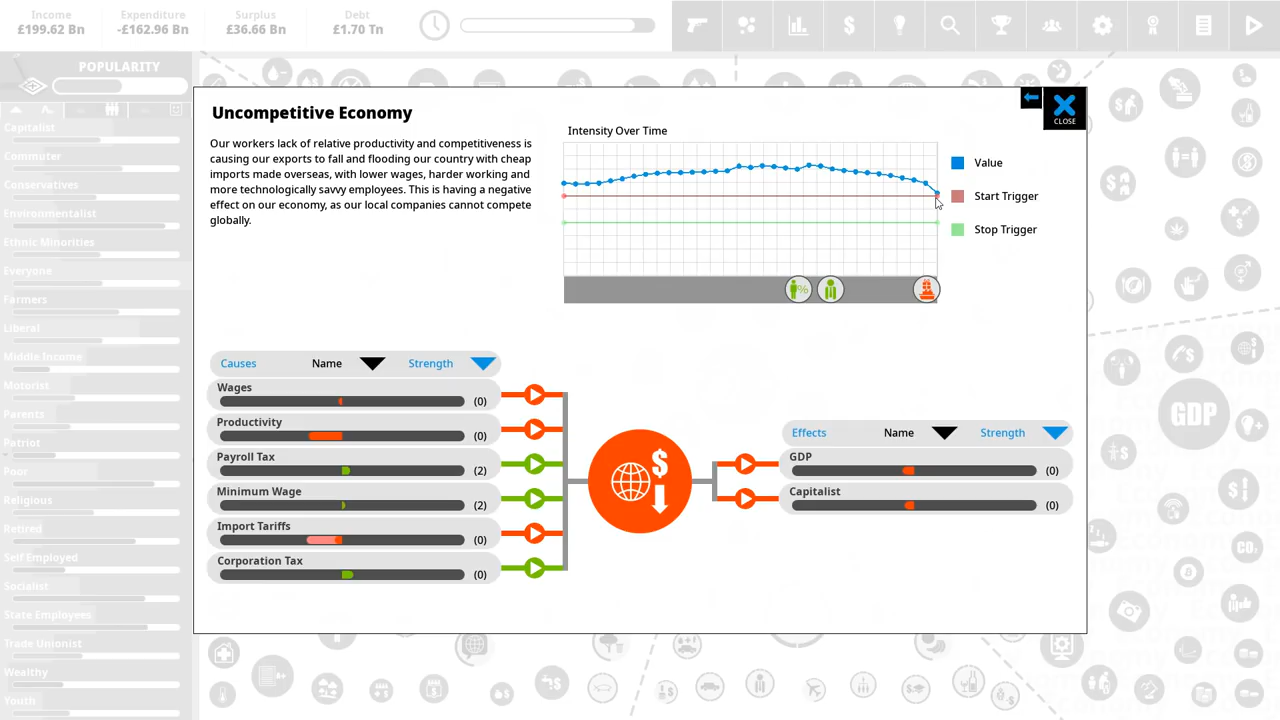 Income
Expenditure
Surplus
Debt
£199.62 Bn
-£162.96 Bn
£36.66 Bn
£1.70 Tn
POPULARITY
Capitalist
Commuter
Conservatives
Environmentalist
Ethnic Minorities
Everyone
Farmers
Liberal
Middle Income
Motorist
Parents
Patriot
Poor
Religious
Retired
Self Employed
Socialist
State Employees
Trade Unionist
Wealthy
Youth
Uncompetitive Economy
CLOSE
Our workers lack of relative productivity and competitiveness is
causing our exports to fall and flooding our country with cheap
imports made overseas, with lower wages, harder working and
more technologically savvy employees. This is having a negative
effect on our economy, as our local companies cannot compete
globally.
Intensity Over Time
Value
Start Trigger
Stop Trigger
Causes Name Strength
Wages (0)
Productivity (0)
Payroll Tax (2)
Minimum Wage (2)
Import Tariffs (0)
Corporation Tax (0)
Effects Name Strength
GDP (0)
Capitalist (0)
GDP
CO₂